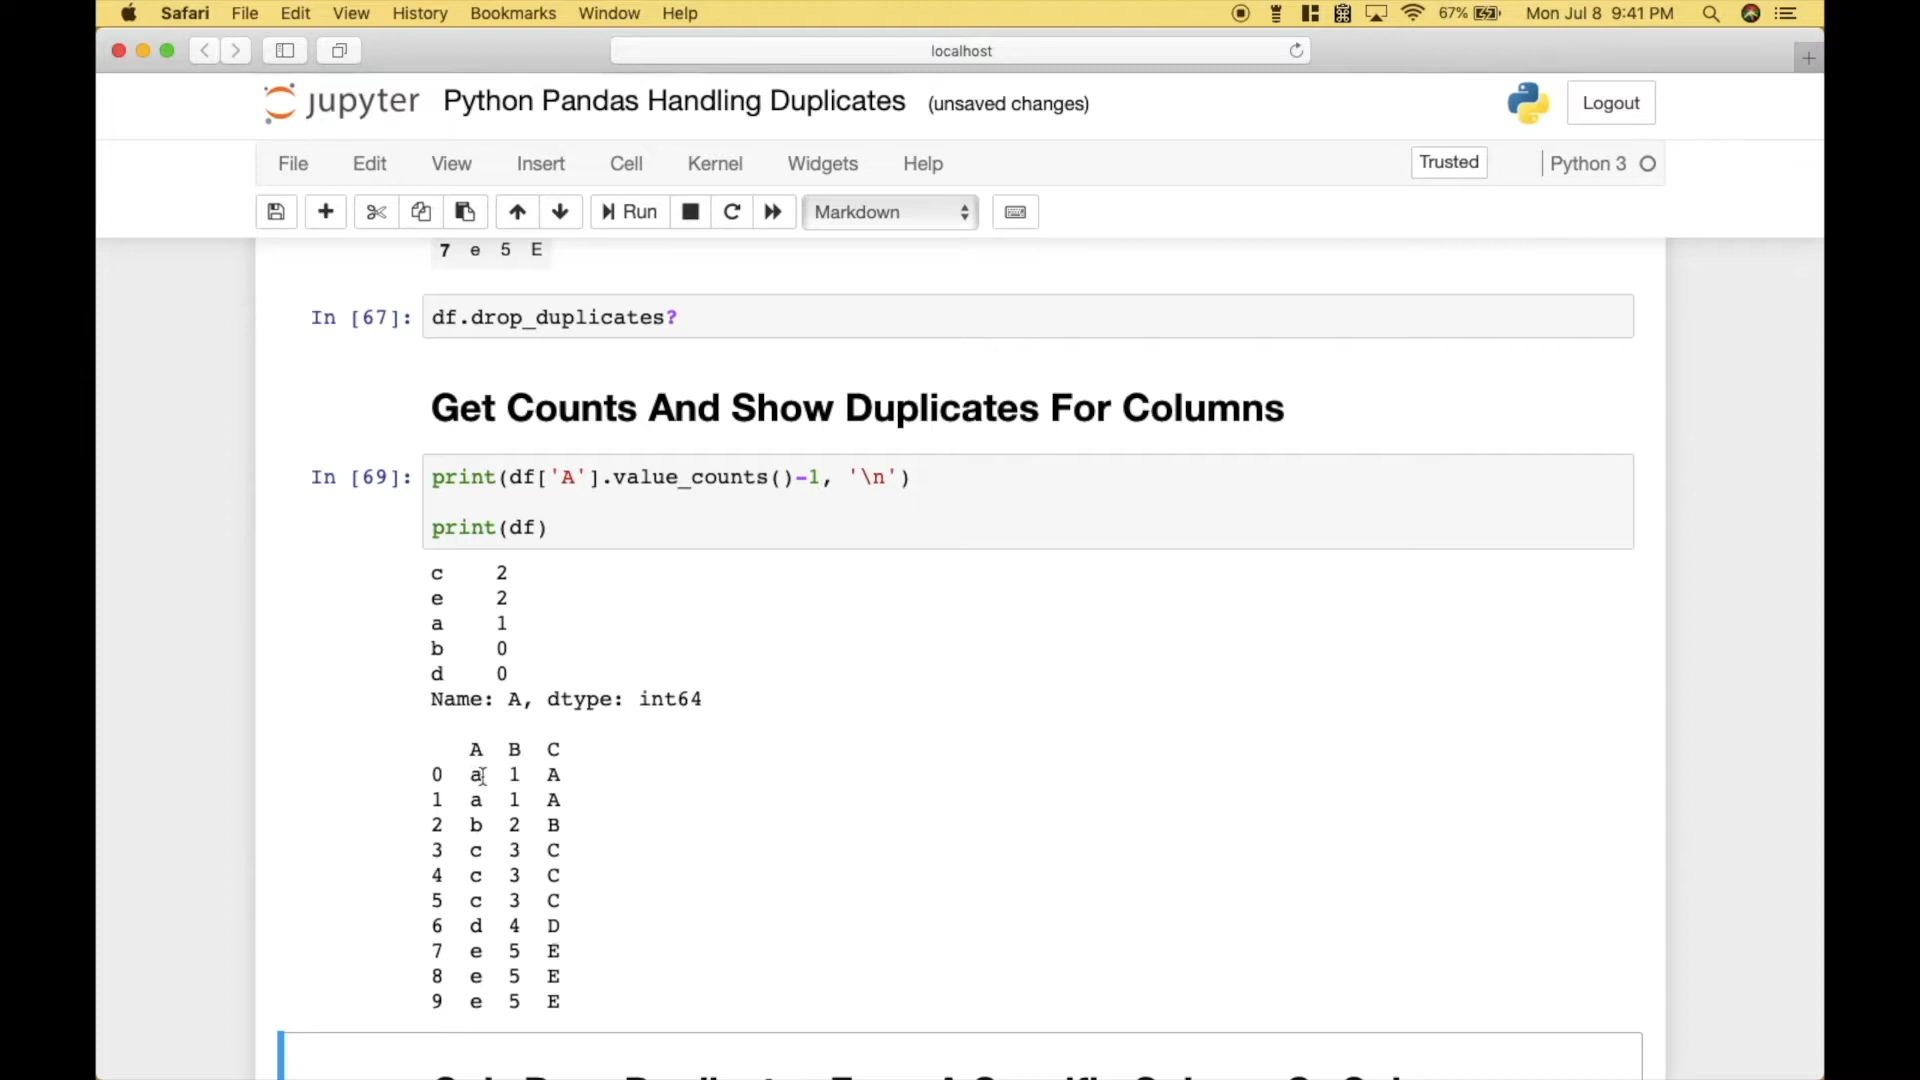 Safari File Edit View History Bookmarks Window Help 67% Mon Jul 8 9:41 PM
localhost
jupyter Python Pandas Handling Duplicates (unsaved changes) Logout
File Edit View Insert Cell Kernel Widgets Help Trusted Python 3
Run Markdown
7 e 5 E
In [67]: df.drop_duplicates?
Get Counts And Show Duplicates For Columns
In [69]: print(df['A'].value_counts()-1, '\n')
print(df)
c 2
e 2
a 1
b 0
d 0
Name: A, dtype: int64
A B C
0 a 1 A
1 a 1 A
2 b 2 B
3 c 3 C
4 c 3 C
5 c 3 C
6 d 4 D
7 e 5 E
8 e 5 E
9 e 5 E